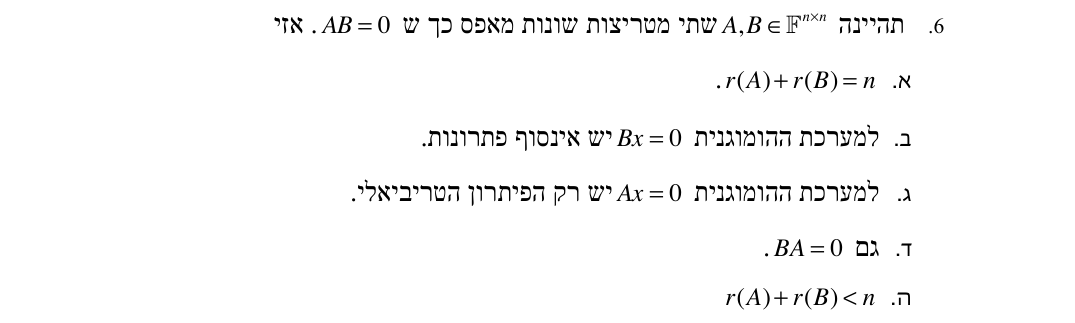 6. תהיינה A,B ∈ 𝔽ⁿˣⁿ שתי מטריצות שונות מאפס כך ש AB = 0 . אזי
א. r(A) + r(B) = n .
ב. למערכת ההומוגנית Bx = 0 יש אינסוף פתרונות.
ג. למערכת ההומוגנית Ax = 0 יש רק הפיתרון הטריביאלי.
ד. גם BA = 0 .
ה. r(A) + r(B) < n